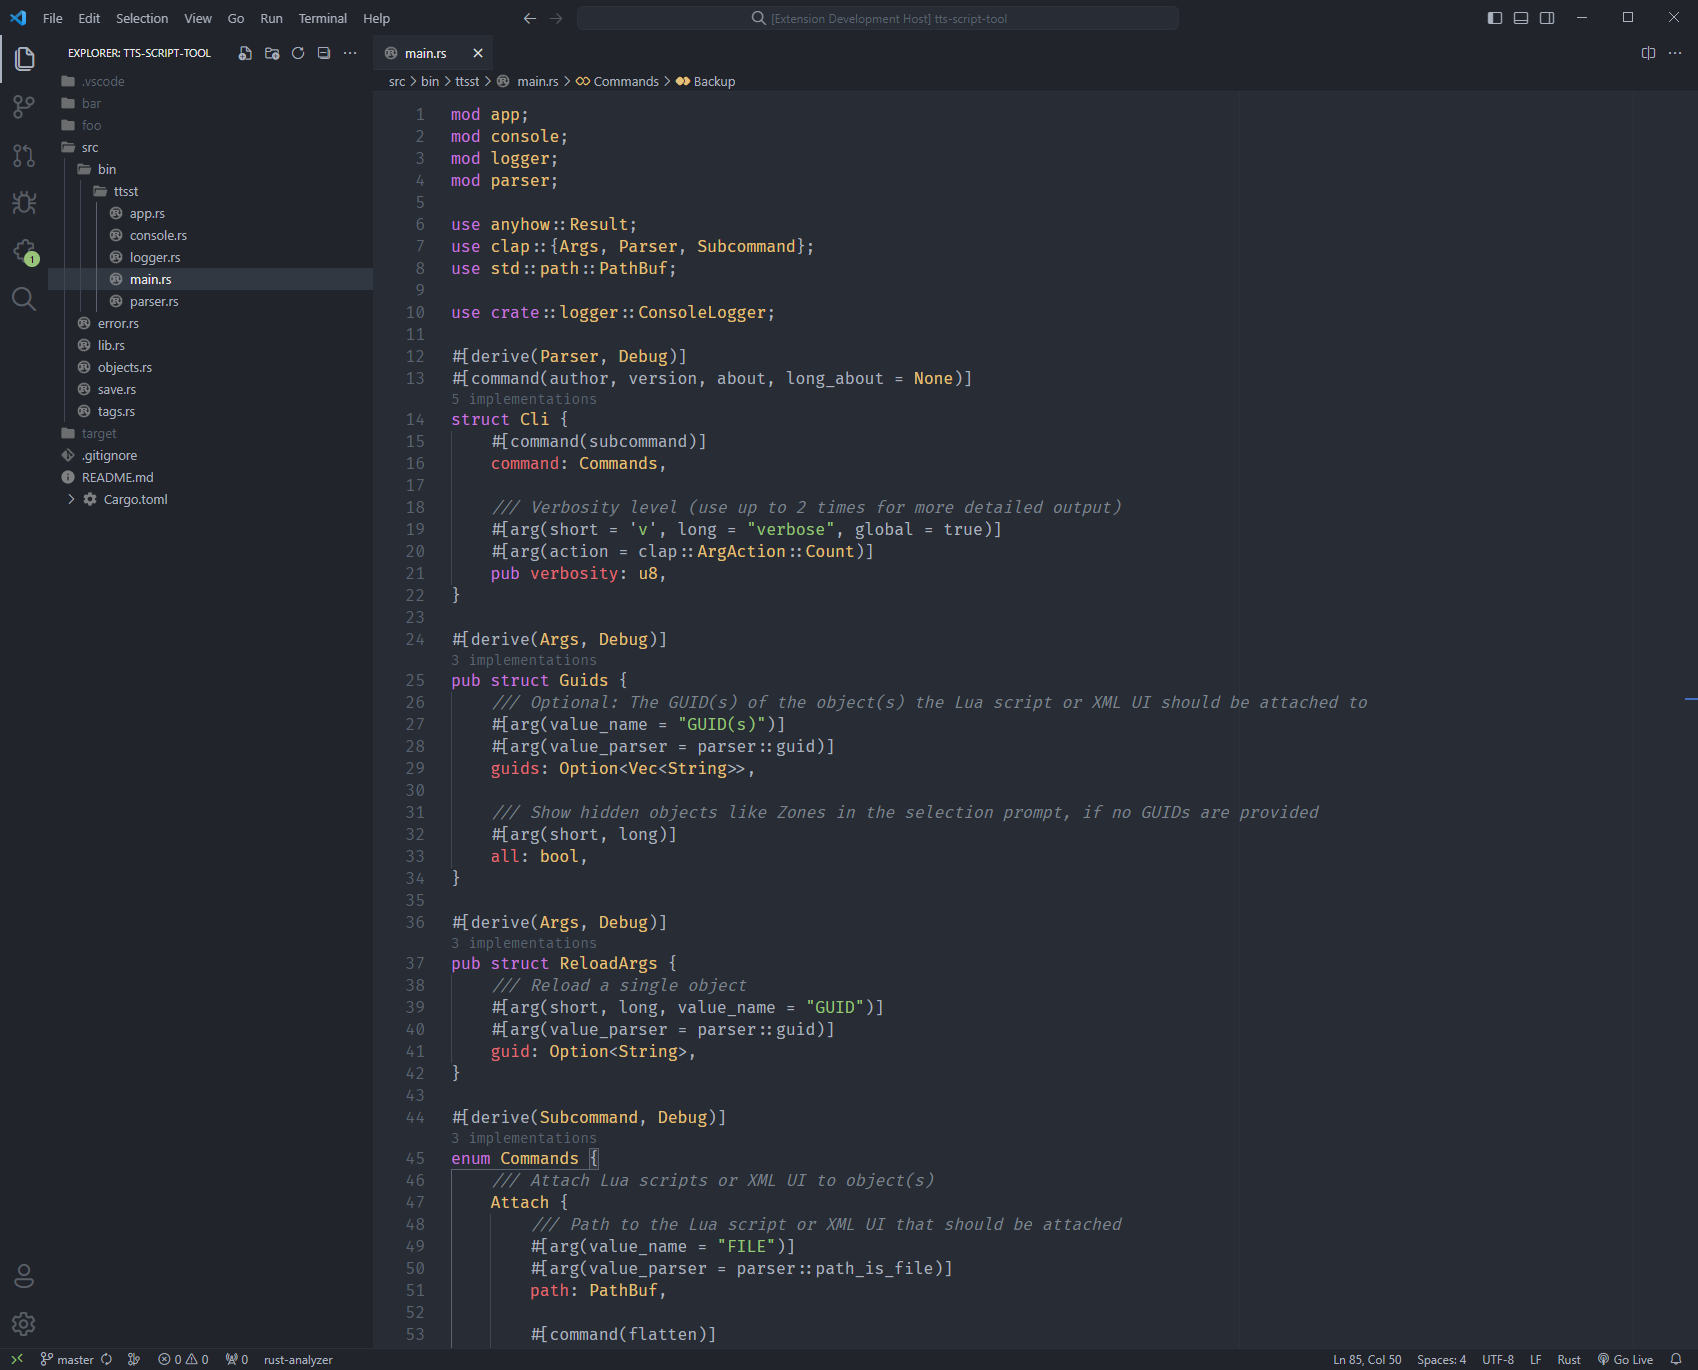 File Edit Selection View Go Run Terminal Help
[Extension Development Host] tts-script-tool
EXPLORER: TTS-SCRIPT-TOOL
.vscode
bar
foo
src
bin
ttsst
app.rs
console.rs
logger.rs
main.rs
parser.rs
error.rs
lib.rs
objects.rs
save.rs
tags.rs
target
.gitignore
README.md
Cargo.toml
1
main.rs
src > bin > ttsst > main.rs > Commands > Backup
1 mod app;
2 mod console;
3 mod logger;
4 mod parser;
5
6 use anyhow::Result;
7 use clap::{Args, Parser, Subcommand};
8 use std::path::PathBuf;
9
10 use crate::logger::ConsoleLogger;
11
12 #[derive(Parser, Debug)]
13 #[command(author, version, about, long_about = None)]
5 implementations
14 struct Cli {
15     #[command(subcommand)]
16     command: Commands,
17
18     /// Verbosity level (use up to 2 times for more detailed output)
19     #[arg(short = 'v', long = "verbose", global = true)]
20     #[arg(action = clap::ArgAction::Count)]
21     pub verbosity: u8,
22 }
23
24 #[derive(Args, Debug)]
3 implementations
25 pub struct Guids {
26     /// Optional: The GUID(s) of the object(s) the Lua script or XML UI should be attached to
27     #[arg(value_name = "GUID(s)")]
28     #[arg(value_parser = parser::guid)]
29     guids: Option<Vec<String>>,
30
31     /// Show hidden objects like Zones in the selection prompt, if no GUIDs are provided
32     #[arg(short, long)]
33     all: bool,
34 }
35
36 #[derive(Args, Debug)]
3 implementations
37 pub struct ReloadArgs {
38     /// Reload a single object
39     #[arg(short, long, value_name = "GUID")]
40     #[arg(value_parser = parser::guid)]
41     guid: Option<String>,
42 }
43
44 #[derive(Subcommand, Debug)]
3 implementations
45 enum Commands {
46     /// Attach Lua scripts or XML UI to object(s)
47     Attach {
48         /// Path to the Lua script or XML UI that should be attached
49         #[arg(value_name = "FILE")]
50         #[arg(value_parser = parser::path_is_file)]
51         path: PathBuf,
52
53         #[command(flatten)]
master 0 0 0 rust-analyzer Ln 85, Col 50 Spaces: 4 UTF-8 LF Rust Go Live